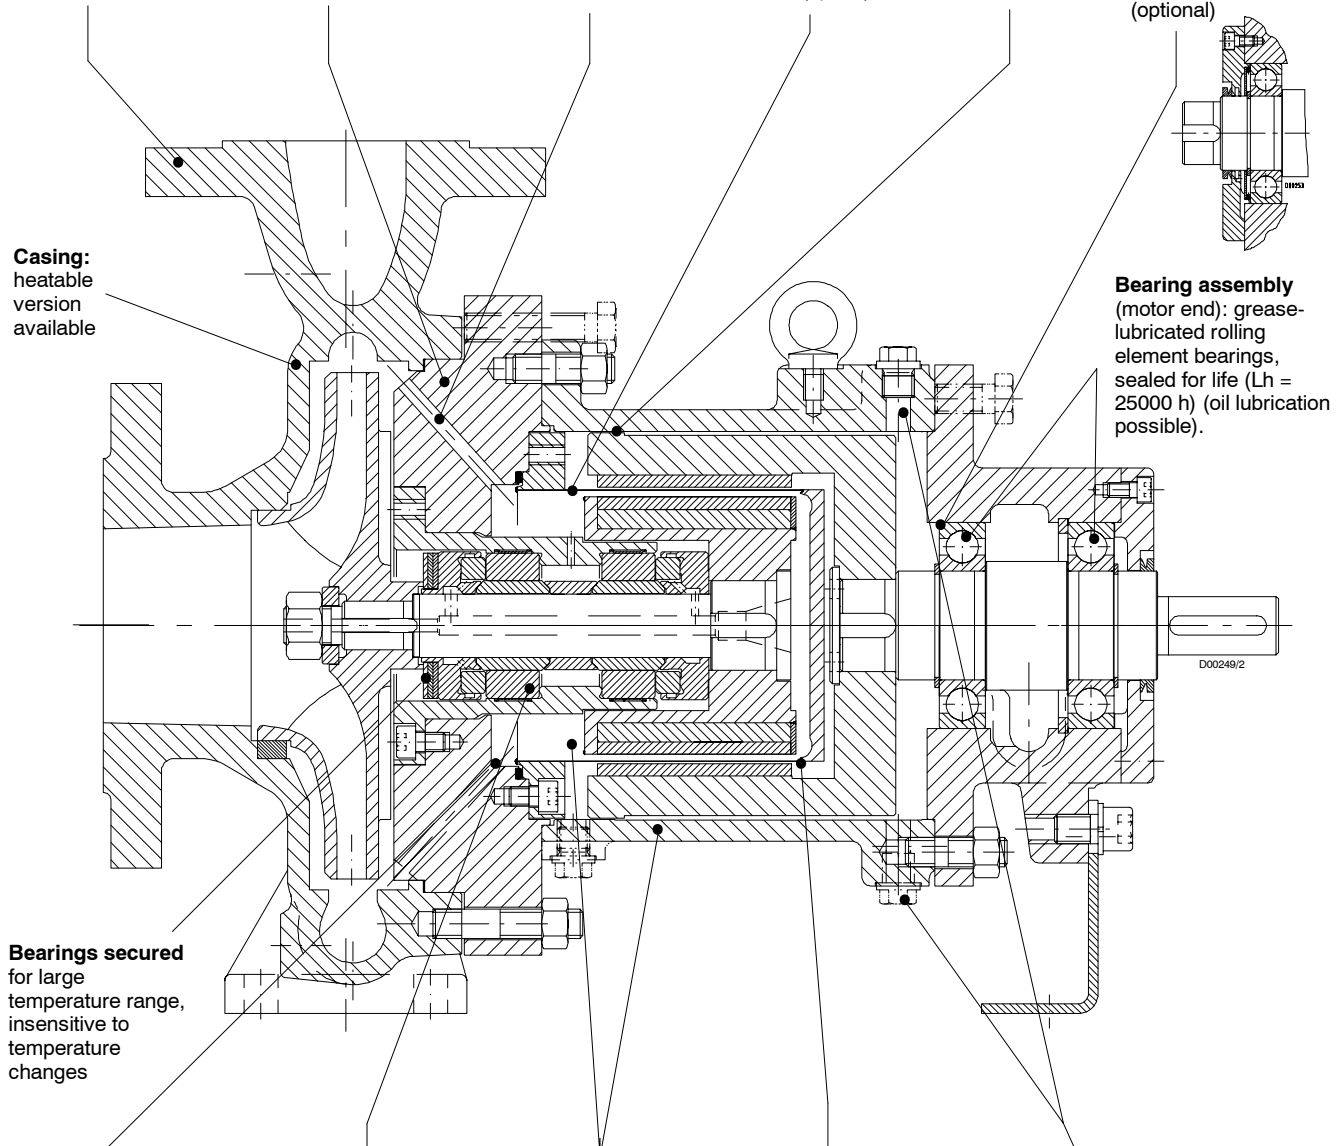 (optional)
Casing:
heatable
version
available
Bearing assembly
(motor end): grease-
lubricated rolling
element bearings,
sealed for life (Lh =
25000 h) (oil lubrication
possible).
D00249/2
Bearings secured
for large
temperature range,
insensitive to
temperature
changes